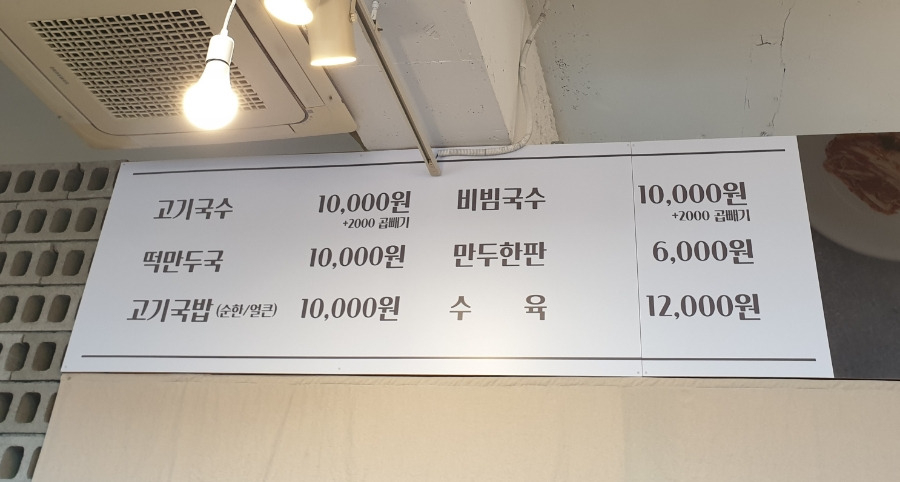 고기국수 10,000원 비빔국수 10,000원
+2000 곱빼기 +2000 곱빼기
떡만두국 10,000원 만두한판 6,000원
고기국밥 (순한/얼큰) 10,000원 수 육 12,000원